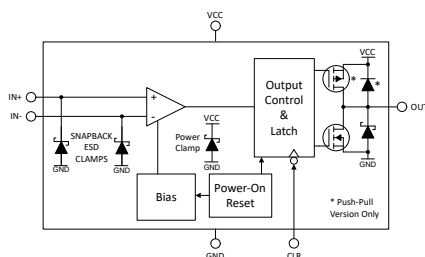 VCC
VCC
IN+
IN-
+
-
Output
Control
&
Latch
*
*
OUT
SNAPBACK
ESD
CLAMPS
VCC
Power
Clamp
GND
GND
GND
GND
Bias
Power-On
Reset
* Push-Pull
Version Only
GND
CLR